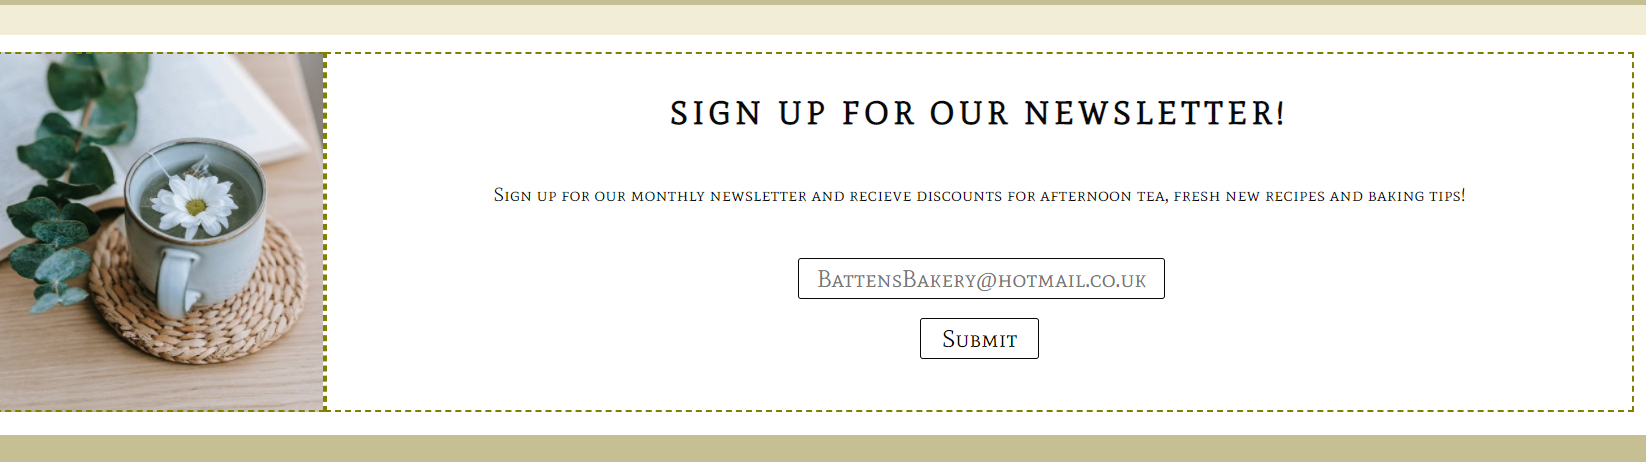 SIGN UP FOR OUR NEWSLETTER!
Sign up for our monthly newsletter and recieve discounts for afternoon tea, fresh new recipes and baking tips!
BattensBakery@hotmail.co.uk
Submit